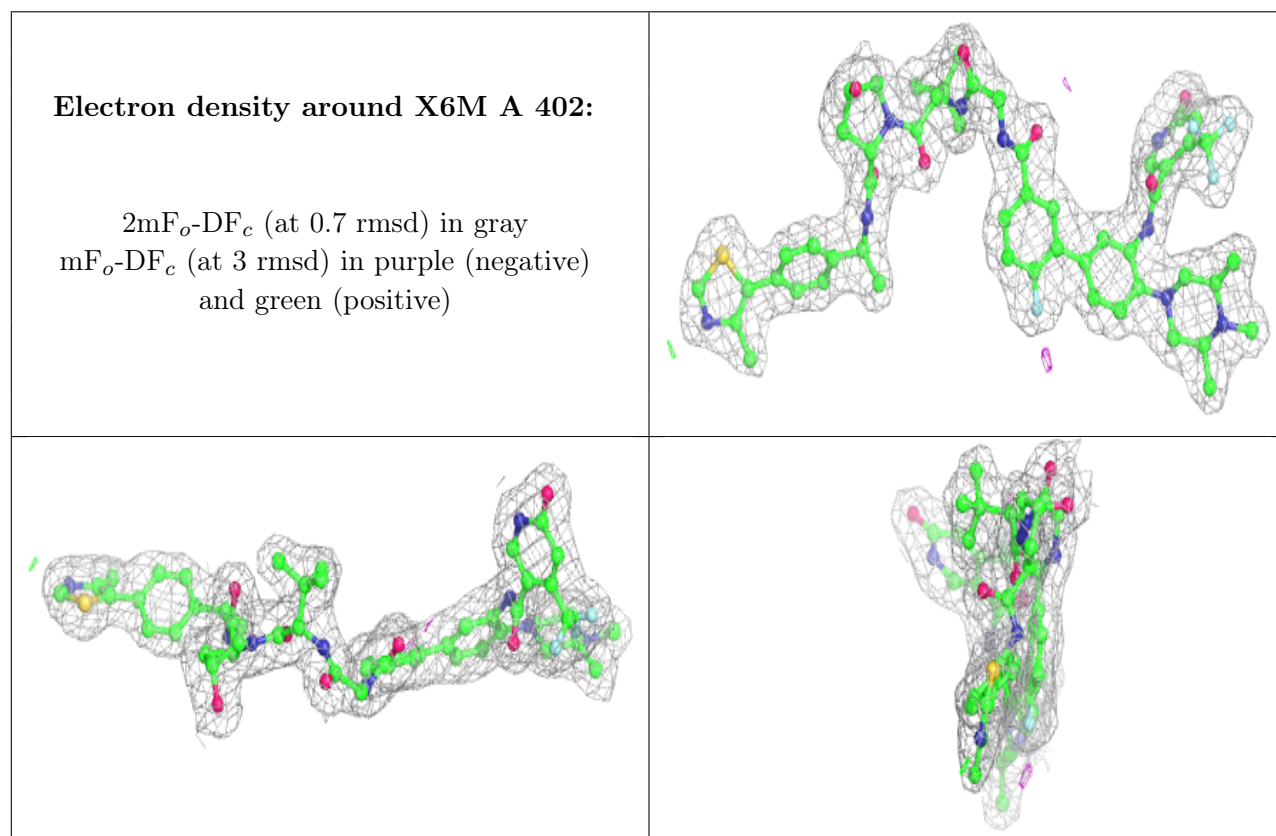 Electron density around X6M A 402:
2mFo-DFc (at 0.7 rmsd) in gray
mFo-DFc (at 3 rmsd) in purple (negative)
and green (positive)